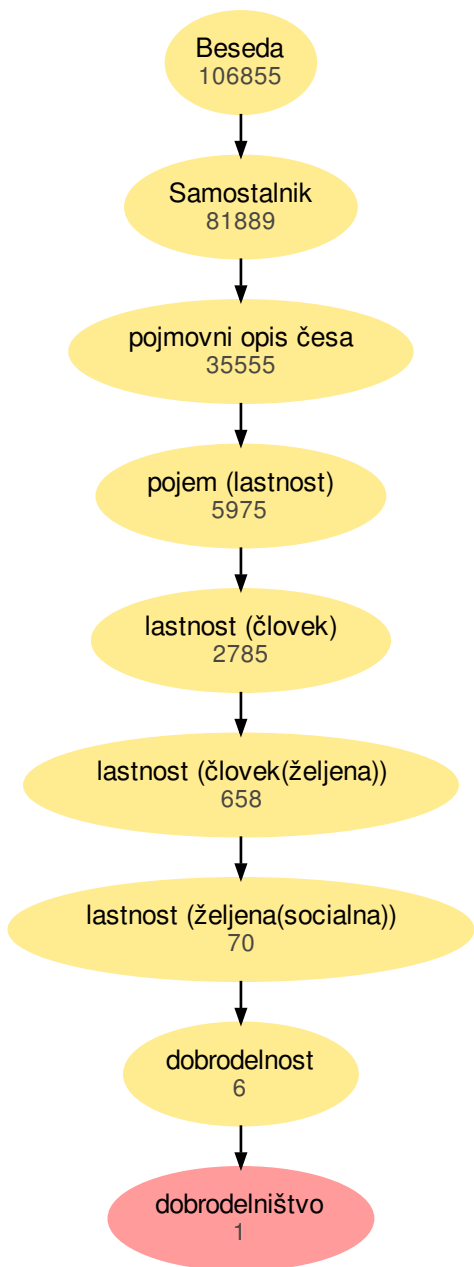 Beseda
106855
Samostalnik
81889
pojmovni opis česa
35555
pojem (lastnost)
5975
lastnost (človek)
2785
lastnost (človek(željena))
658
lastnost (željena(socialna))
70
dobrodelnost
6
dobrodelništvo
1